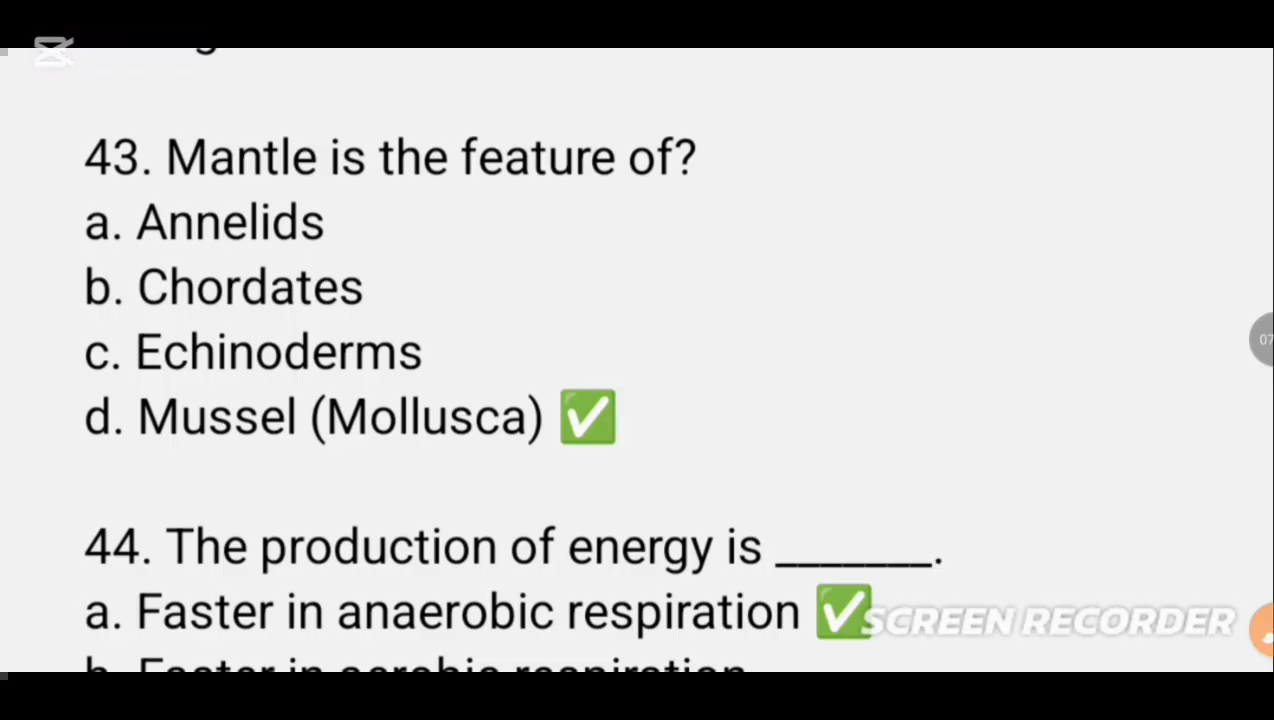 43. Mantle is the feature of?
a. Annelids
b. Chordates
c. Echinoderms
d. Mussel (Mollusca) ✅
07
44. The production of energy is _______.
a. Faster in anaerobic respiration ✅
SCREEN RECORDER
b. Faster in aerobic respiration